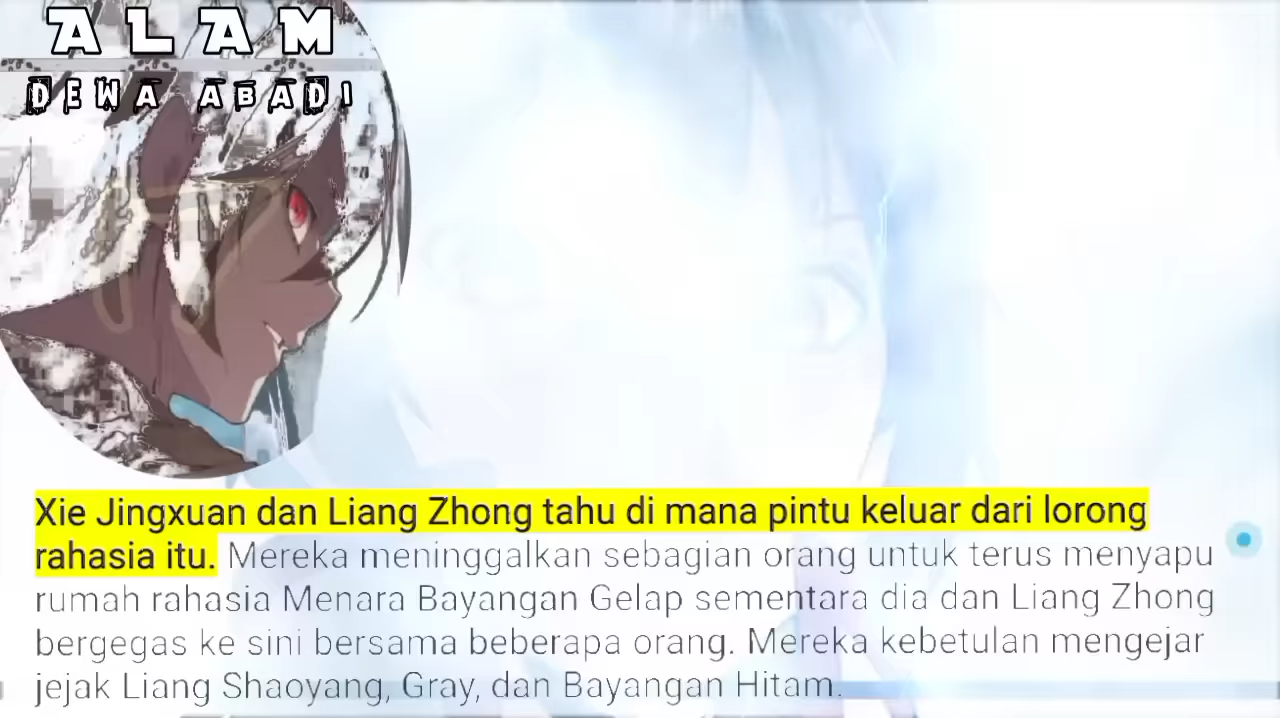 ALAM
DEWA ABADI
Xie Jingxuan dan Liang Zhong tahu di mana pintu keluar dari lorong
rahasia itu. Mereka meninggalkan sebagian orang untuk terus menyapu
rumah rahasia Menara Bayangan Gelap sementara dia dan Liang Zhong
bergegas ke sini bersama beberapa orang. Mereka kebetulan mengejar
jejak Liang Shaoyang, Gray, dan Bayangan Hitam.